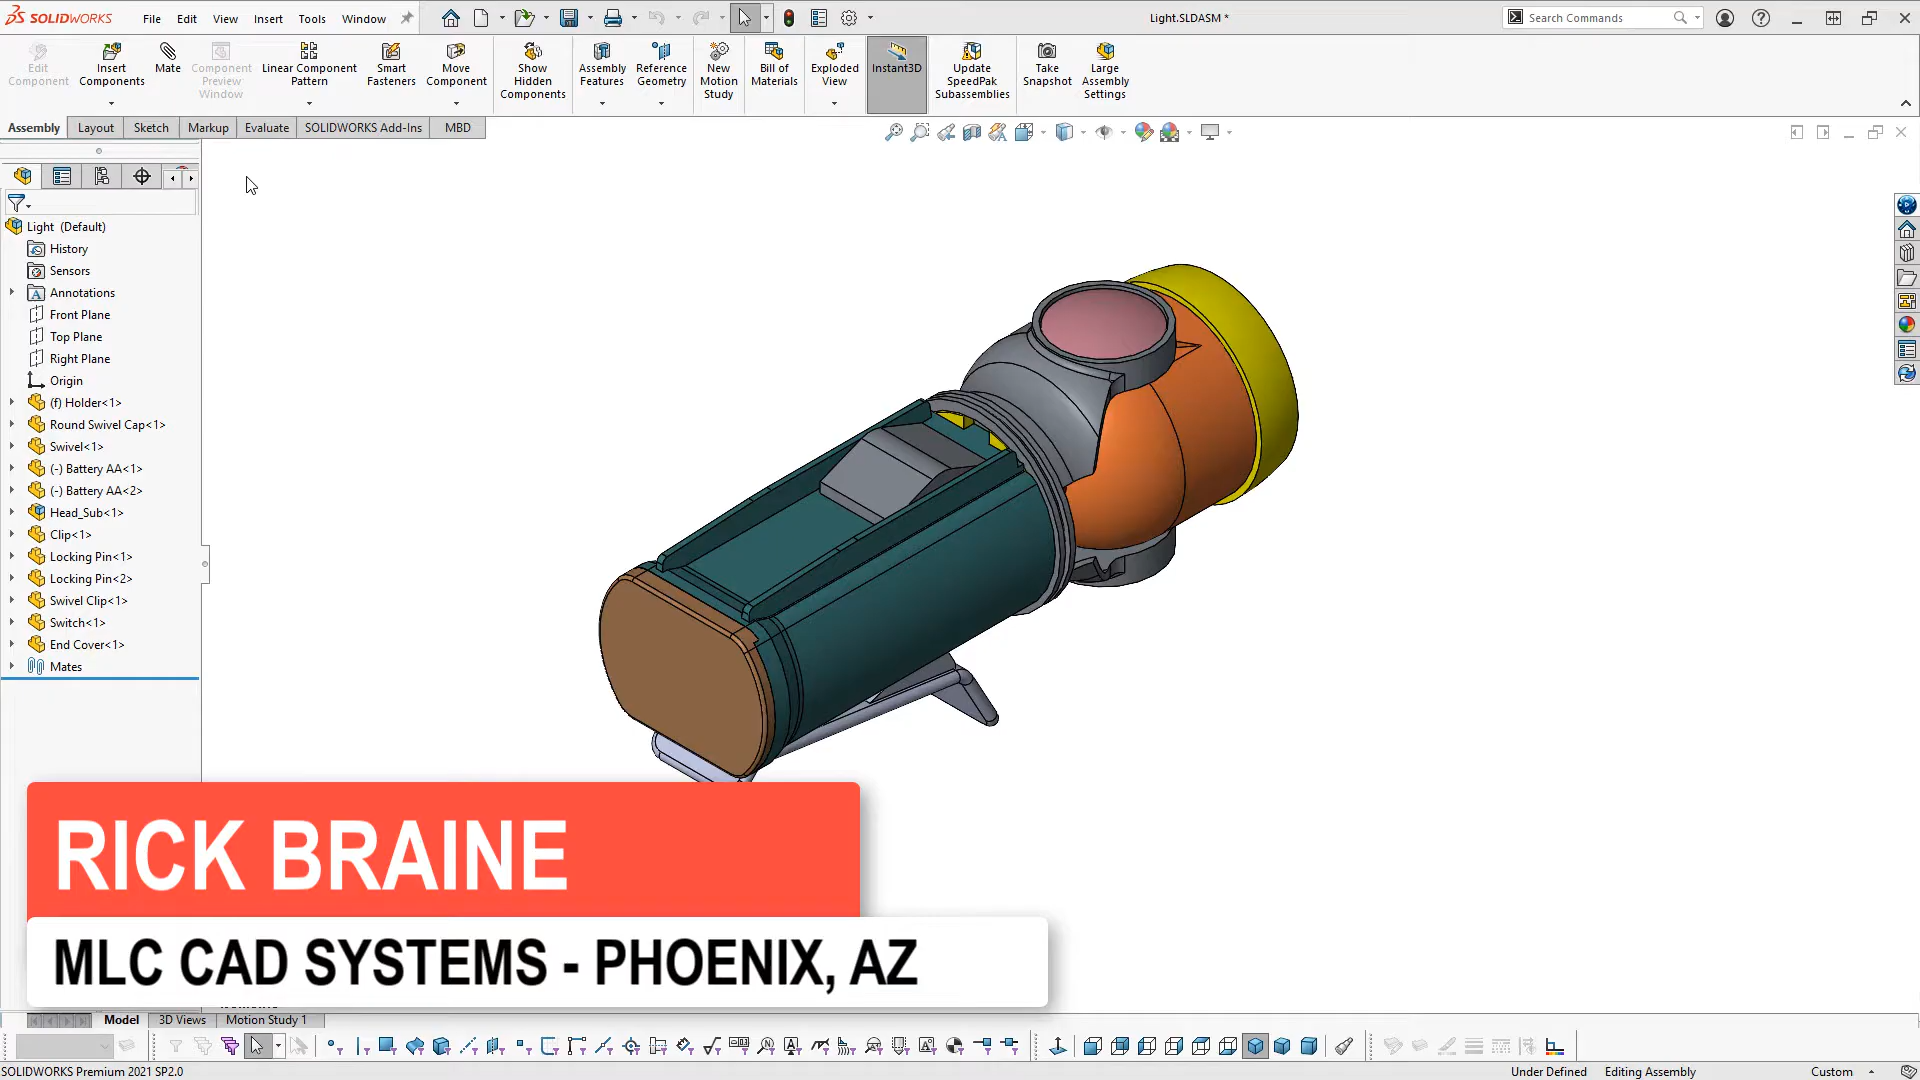 SOLIDWORKS
File Edit View Insert Tools Window
Light.SLDASM *
Search Commands
Edit Component
Insert Components
Mate
Component Preview Window
Linear Component Pattern
Smart Fasteners
Move Component
Show Hidden Components
Assembly Features
Reference Geometry
New Motion Study
Bill of Materials
Exploded View
Instant3D
Update SpeedPak Subassemblies
Take Snapshot
Large Assembly Settings
Assembly Layout Sketch Markup Evaluate SOLIDWORKS Add-Ins MBD
Light (Default)
History
Sensors
Annotations
Front Plane
Top Plane
Right Plane
Origin
(f) Holder<1>
Round Swivel Cap<1>
Swivel<1>
(-) Battery AA<1>
(-) Battery AA<2>
Head_Sub<1>
Clip<1>
Locking Pin<1>
Locking Pin<2>
Swivel Clip<1>
Switch<1>
End Cover<1>
Mates
RICK BRAINE
MLC CAD SYSTEMS - PHOENIX, AZ
Model 3D Views Motion Study 1
SOLIDWORKS Premium 2021 SP2.0
Under Defined Editing Assembly Custom